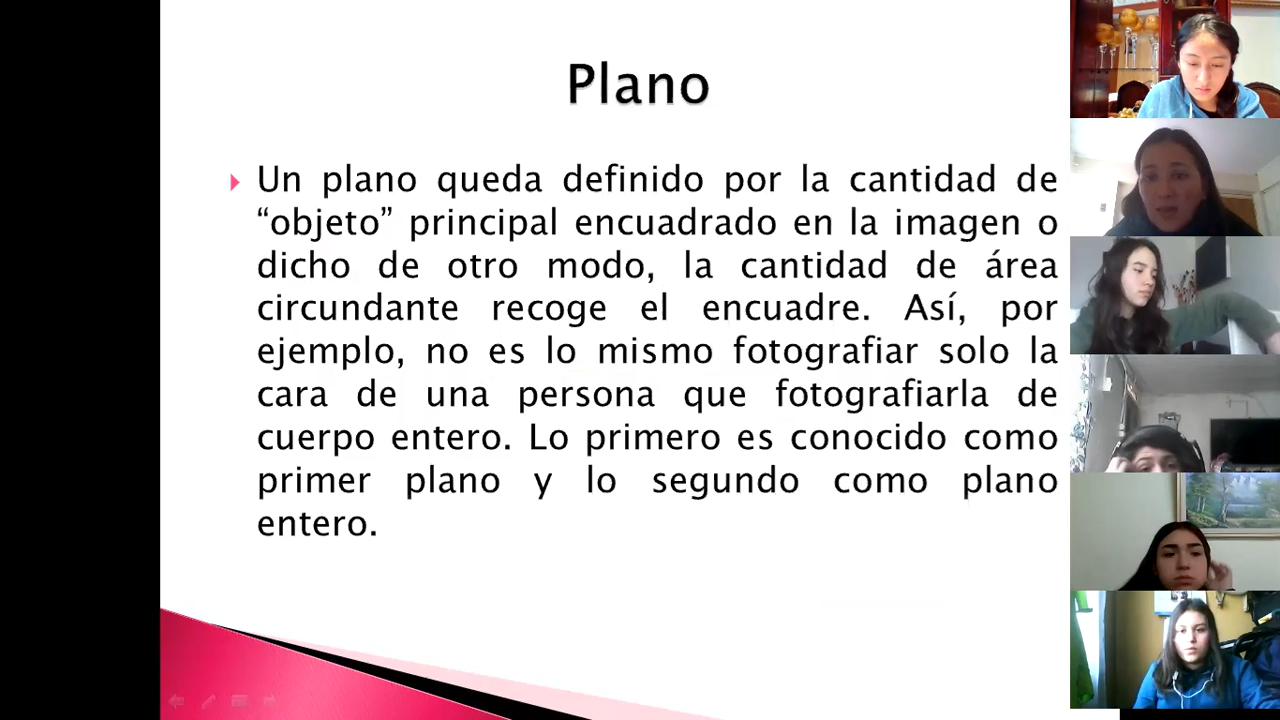 Plano
Un plano queda definido por la cantidad de
“objeto” principal encuadrado en la imagen o
dicho de otro modo, la cantidad de área
circundante recoge el encuadre. Así, por
ejemplo, no es lo mismo fotografiar solo la
cara de una persona que fotografiarla de
cuerpo entero. Lo primero es conocido como
primer plano y lo segundo como plano
entero.